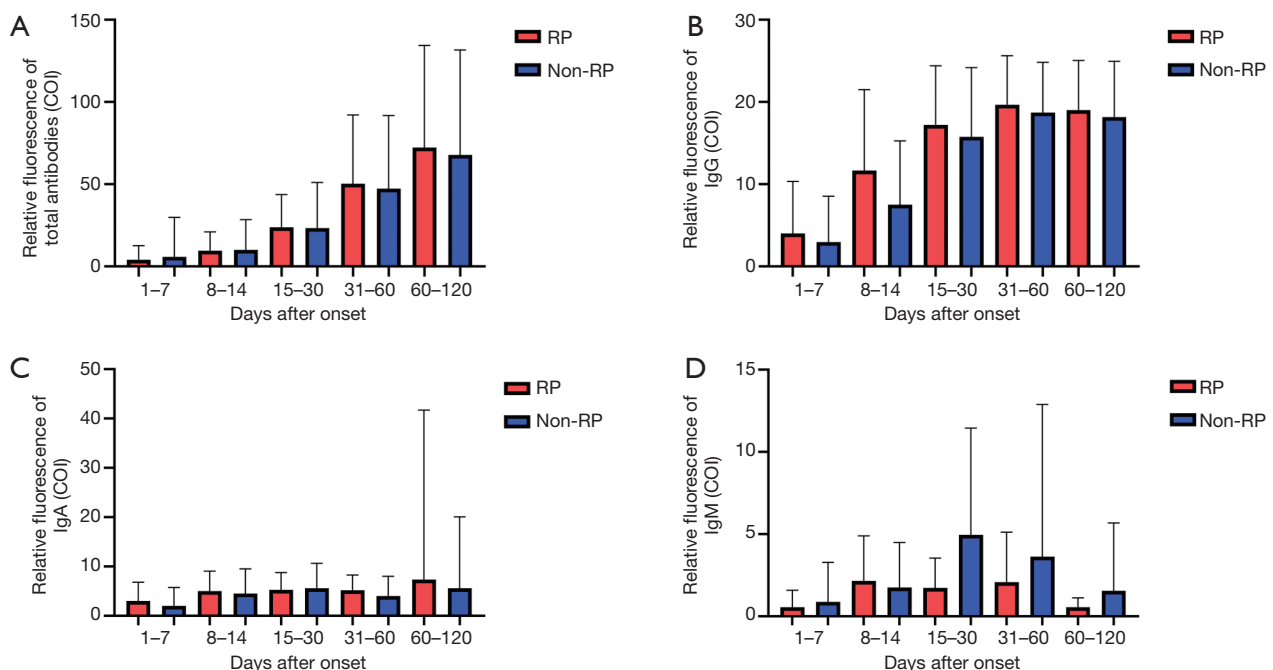 A
Relative fluorescence of
total antibodies (COI)
150
100
50
0
1–7
8–14
15–30
31–60
60–120
Days after onset
RP
Non-RP
B
Relative fluorescence of
IgG (COI)
30
20
10
0
1–7
8–14
15–30
31–60
60–120
Days after onset
RP
Non-RP
C
Relative fluorescence of
IgA (COI)
50
40
30
20
10
0
1–7
8–14
15–30
31–60
60–120
Days after onset
RP
Non-RP
D
Relative fluorescence of
IgM (COI)
15
10
5
0
1–7
8–14
15–30
31–60
60–120
Days after onset
RP
Non-RP